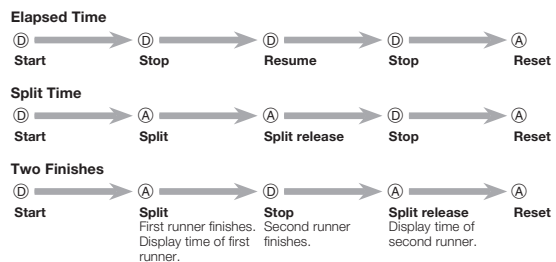 Elapsed Time
Ⓓ Ⓓ Ⓓ Ⓓ Ⓐ
Start Stop Resume Stop Reset
Split Time
Ⓓ Ⓐ Ⓐ Ⓓ Ⓐ
Start Split Split release Stop Reset
Two Finishes
Ⓓ Ⓐ Ⓓ Ⓐ Ⓐ
Start Split Stop Split release Reset
First runner finishes. Second runner Display time of
Display time of first finishes. second runner.
runner.